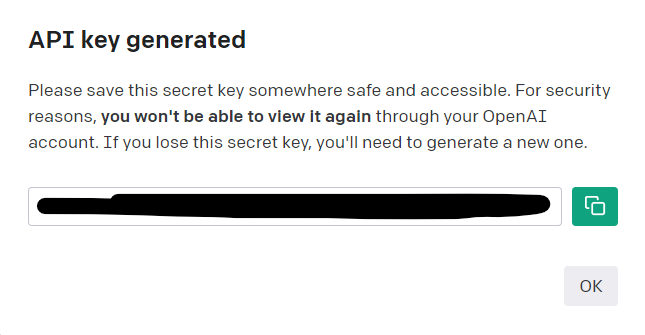 API key generated
Please save this secret key somewhere safe and accessible. For security
reasons, you won't be able to view it again through your OpenAI
account. If you lose this secret key, you'll need to generate a new one.
OK